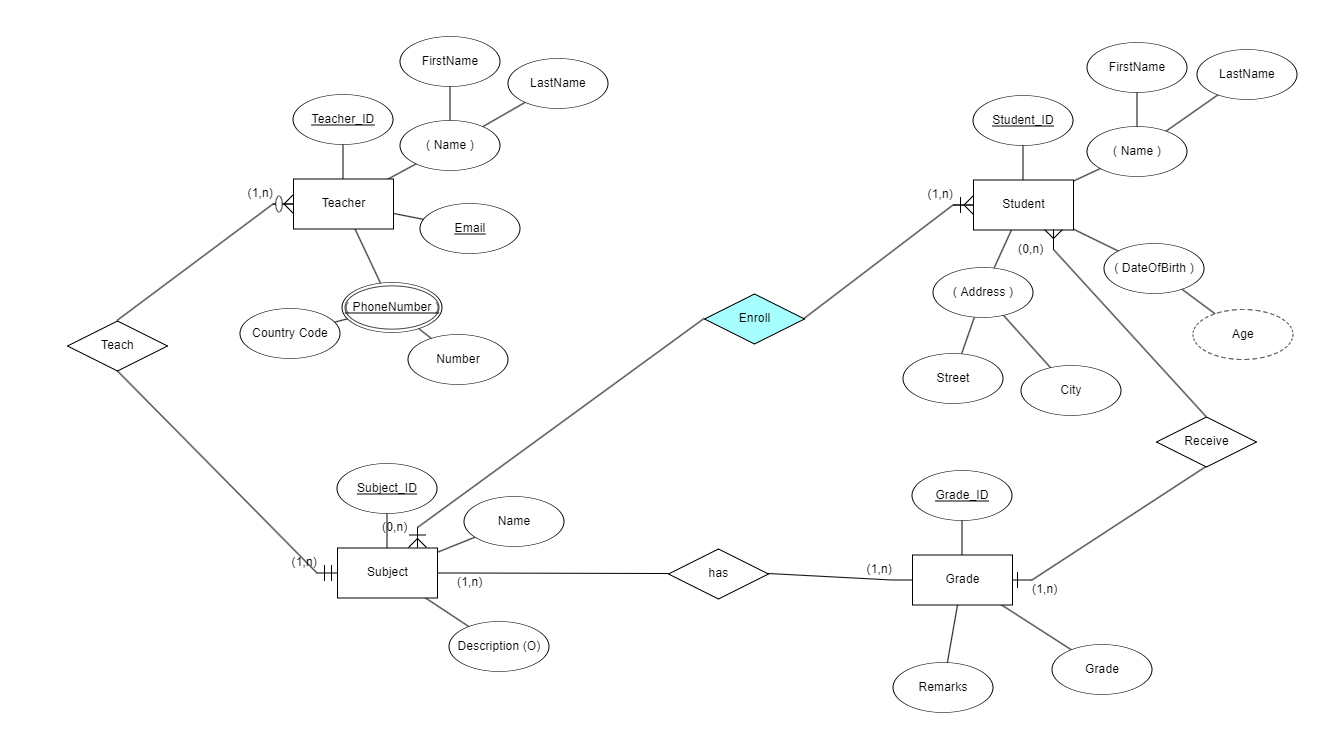 FirstName
LastName
Teacher_ID
( Name )
(1,n)
Teacher
Email
PhoneNumber
Country Code
Number
Teach
FirstName
LastName
Student_ID
( Name )
(1,n)
Student
(0,n)
( DateOfBirth )
( Address )
Age
Street
City
Enroll
Receive
Subject_ID
(0,n)
Name
(1,n)
Subject
(1,n)
Description (O)
has
(1,n)
Grade_ID
Grade
(1,n)
Remarks
Grade